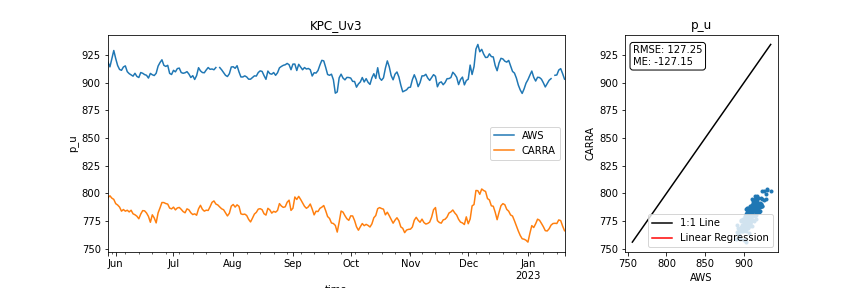 KPC_Uv3
p_u
925
900
875
850
825
800
775
750
p_u
AWS
CARRA
Jun
Jul
Aug
Sep
Oct
Nov
Dec
Jan
2023
p_u
RMSE: 127.25
ME: -127.15
925
900
875
850
825
800
775
750
CARRA
1:1 Line
Linear Regression
750
800
850
900
AWS